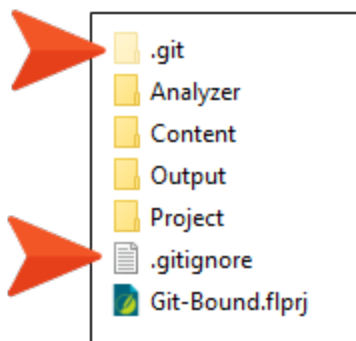 .git
Analyzer
Content
Output
Project
.gitignore
Git-Bound.flprj